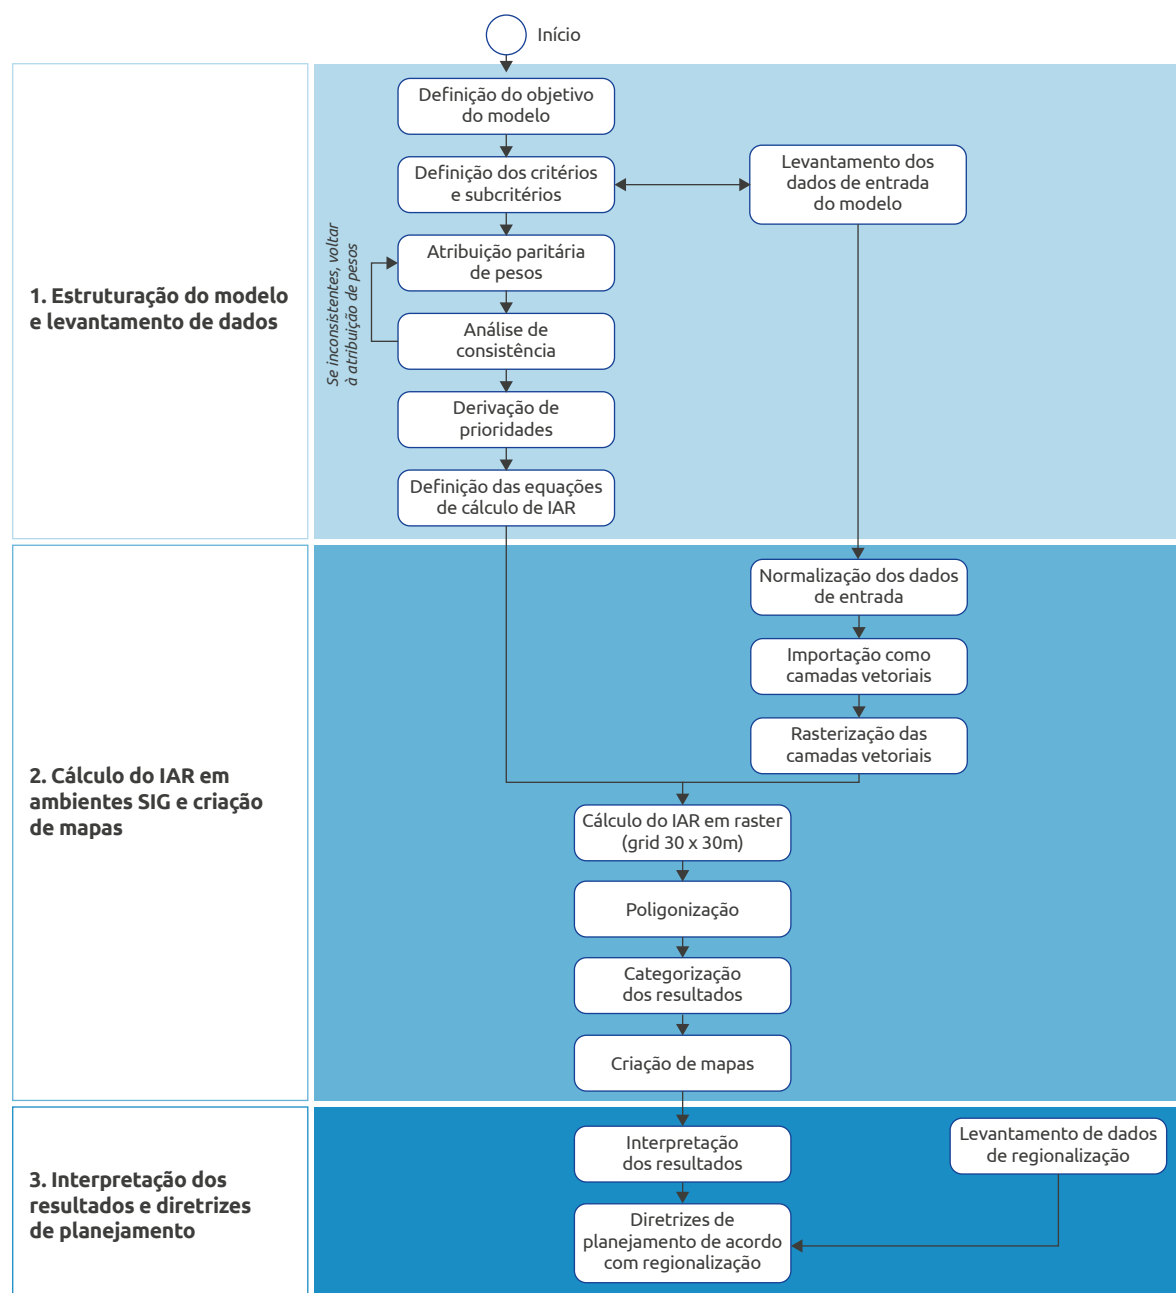 Início
1. Estruturação do modelo
e levantamento de dados
Definição do objetivo
do modelo
Definição dos critérios
e subcritérios
Levantamento dos
dados de entrada
do modelo
Atribuição paritária
de pesos
Se inconsistentes, voltar
à atribuição de pesos
Análise de
consistência
Derivação de
prioridades
Definição das equações
de cálculo de IAR
2. Cálculo do IAR em
ambientes SIG e criação
de mapas
Normalização dos dados
de entrada
Importação como
camadas vetoriais
Rasterização das
camadas vetoriais
Cálculo do IAR em raster
(grid 30 x 30m)
Poligonização
Categorização
dos resultados
Criação de mapas
3. Interpretação dos
resultados e diretrizes
de planejamento
Interpretação
dos resultados
Levantamento de dados
de regionalização
Diretrizes de
planejamento de acordo
com regionalização